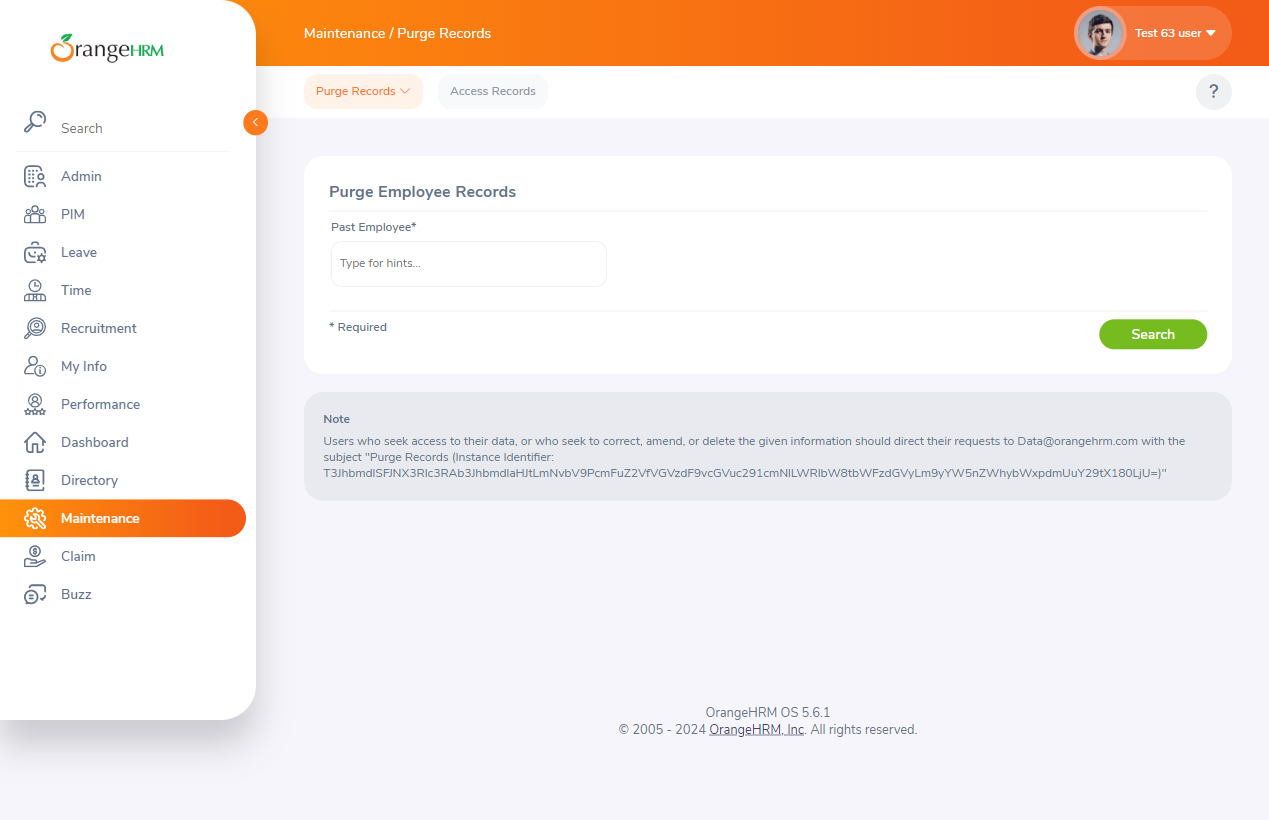 OrangeHRM
Maintenance / Purge Records
Test 63 user
Purge Records
Access Records
?
Search
Admin
PIM
Leave
Time
Recruitment
My Info
Performance
Dashboard
Directory
Maintenance
Claim
Buzz
Purge Employee Records
Past Employee*
Type for hints...
* Required
Search
Note
Users who seek access to their data, or who seek to correct, amend, or delete the given information should direct their requests to Data@orangehrm.com with the
subject "Purge Records (Instance Identifier:
OrangeHRM OS 5.6.1
© 2005 - 2024 OrangeHRM, Inc. All rights reserved.